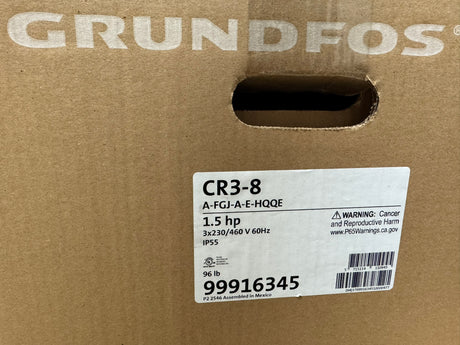 GRUNDFOS
CR3-8
A-FGJ-A-E-HQQE
1.5 hp
3x230/460 V 60Hz
IP55
WARNING: Cancer
and Reproductive Harm
www.P65Warnings.ca.gov
96 lb
99916345
P2 2546 Assembled in Mexico